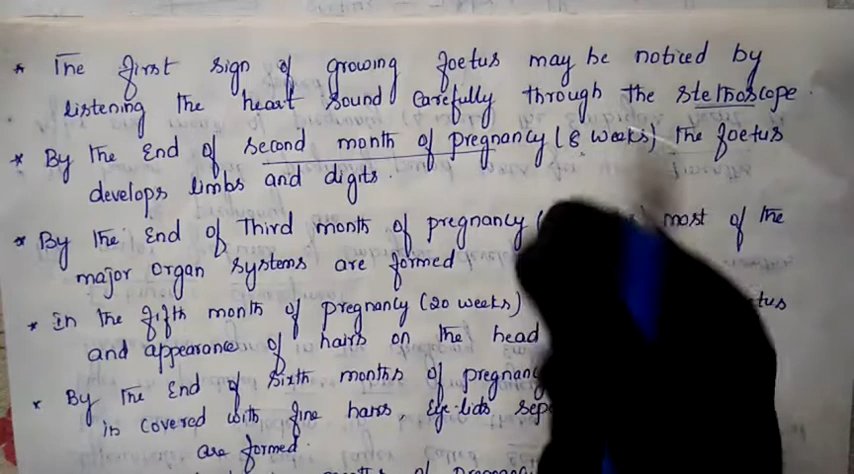 * The first sign of growing foetus may be noticed by
listening the heart sound carefully through the stethoscope.
* By the End of second month of pregnancy (8 weeks) the foetus
develops limbs and digits.
* By the End of Third month of pregnancy ( ) most of the
major organ systems are formed
* In the fifth month of pregnancy (20 weeks)
and appearance of hairs on the head
* By the End of Sixth months of
in covered with fine hairs, Eye-lids
are formed.